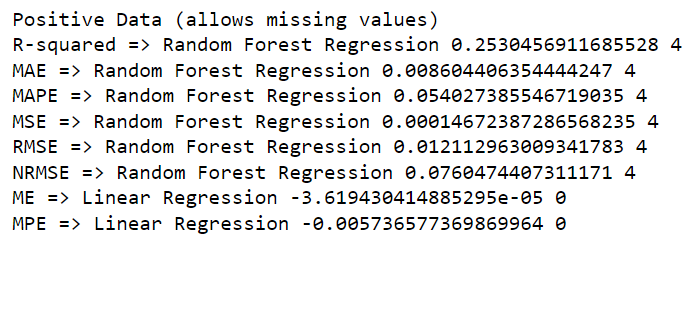 Positive Data (allows missing values)
R-squared => Random Forest Regression 0.2530456911685528 4
MAE => Random Forest Regression 0.008604406354444247 4
MAPE => Random Forest Regression 0.054027385546719035 4
MSE => Random Forest Regression 0.00014672387286568235 4
RMSE => Random Forest Regression 0.012112963009341783 4
NRMSE => Random Forest Regression 0.0760474407311171 4
ME => Linear Regression -3.619430414885295e-05 0
MPE => Linear Regression -0.005736577369869964 0